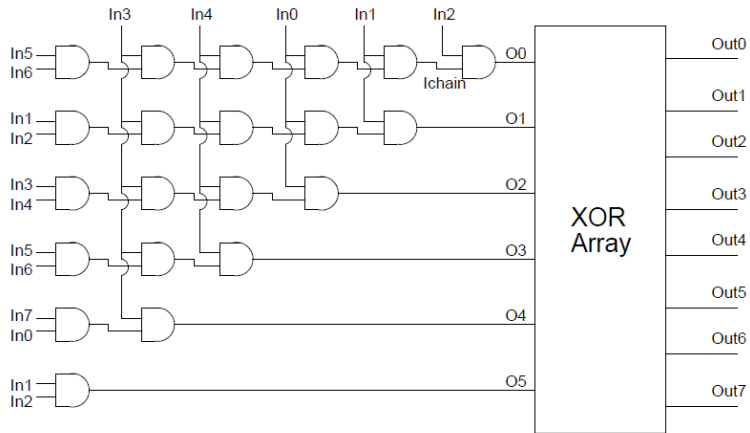 In3
In4
In0
In1
In2
In5
In6
O0
Out0
Ichain
Out1
In1
In2
O1
Out2
In3
In4
O2
Out3
XOR
Array
In5
In6
O3
Out4
Out5
In7
In0
O4
Out6
In1
In2
O5
Out7